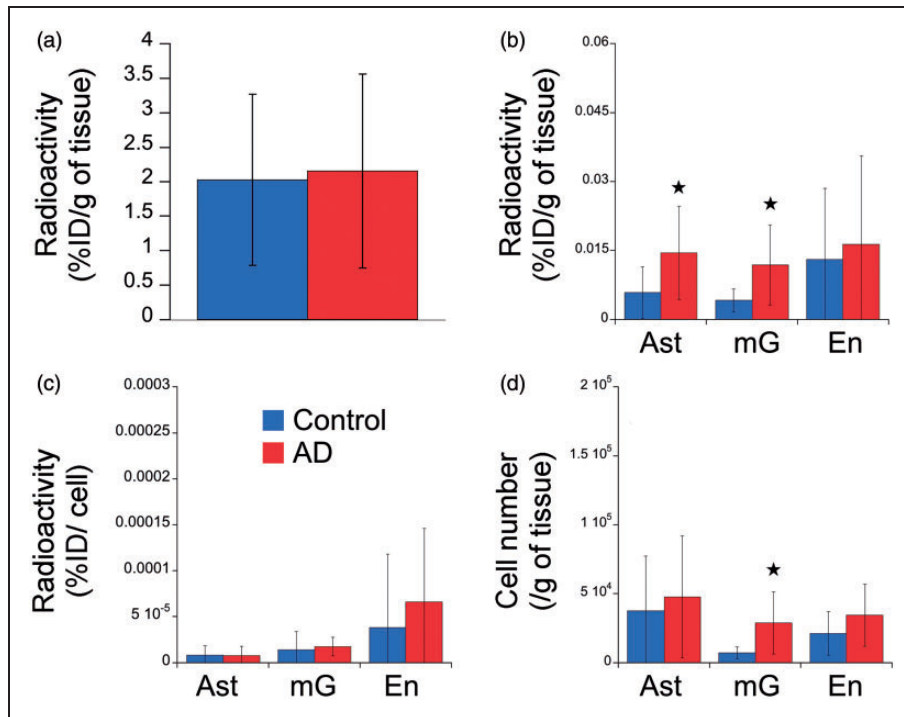 (a)
Radioactivity
(%ID/g of tissue)
4
3.5
3
2.5
2
1.5
1
0.5
0
(b)
Radioactivity
(%ID/g of tissue)
0.06
0.045
0.03
0.015
0
★
★
Ast mG En
(c)
Radioactivity
(%ID/ cell)
0.0003
0.00025
0.0002
0.00015
0.0001
5 10⁻⁵
0
Control
AD
Ast mG En
(d)
Cell number
(/g of tissue)
2 10⁵
1.5 10⁵
1 10⁵
5 10⁴
0
★
Ast mG En